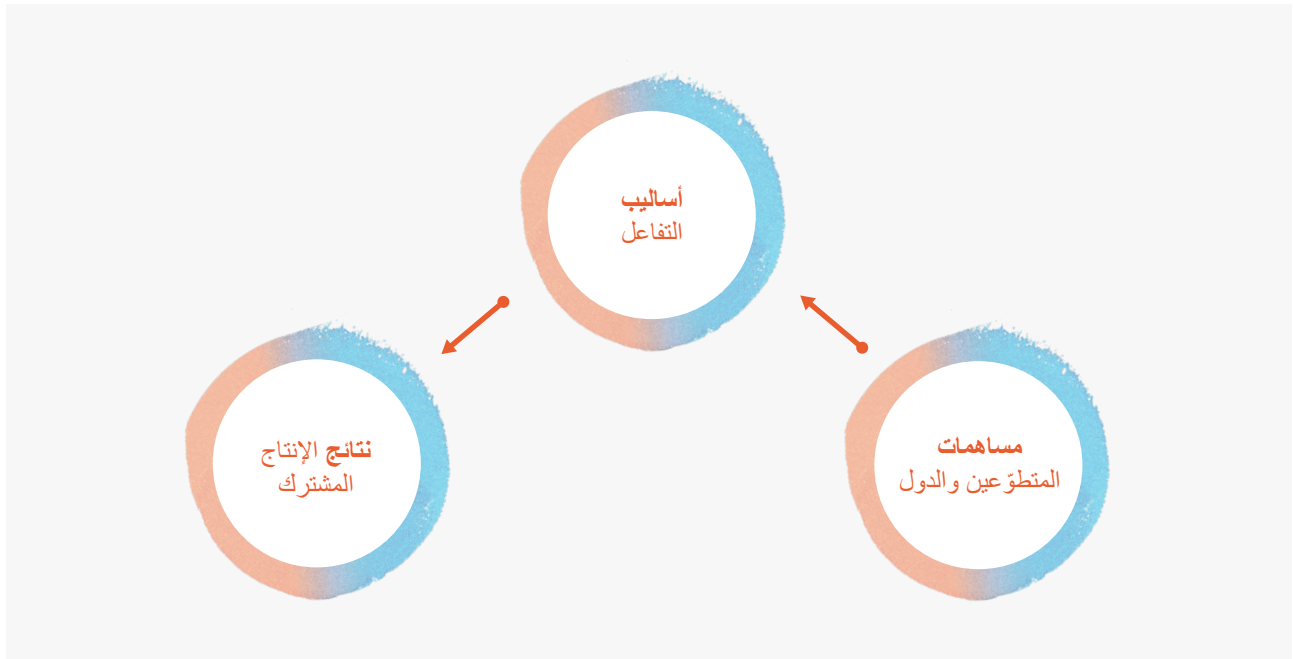 أساليب
التفاعل
مساهمات
المتطوّعين والدول
نتائج الإنتاج
المشترك